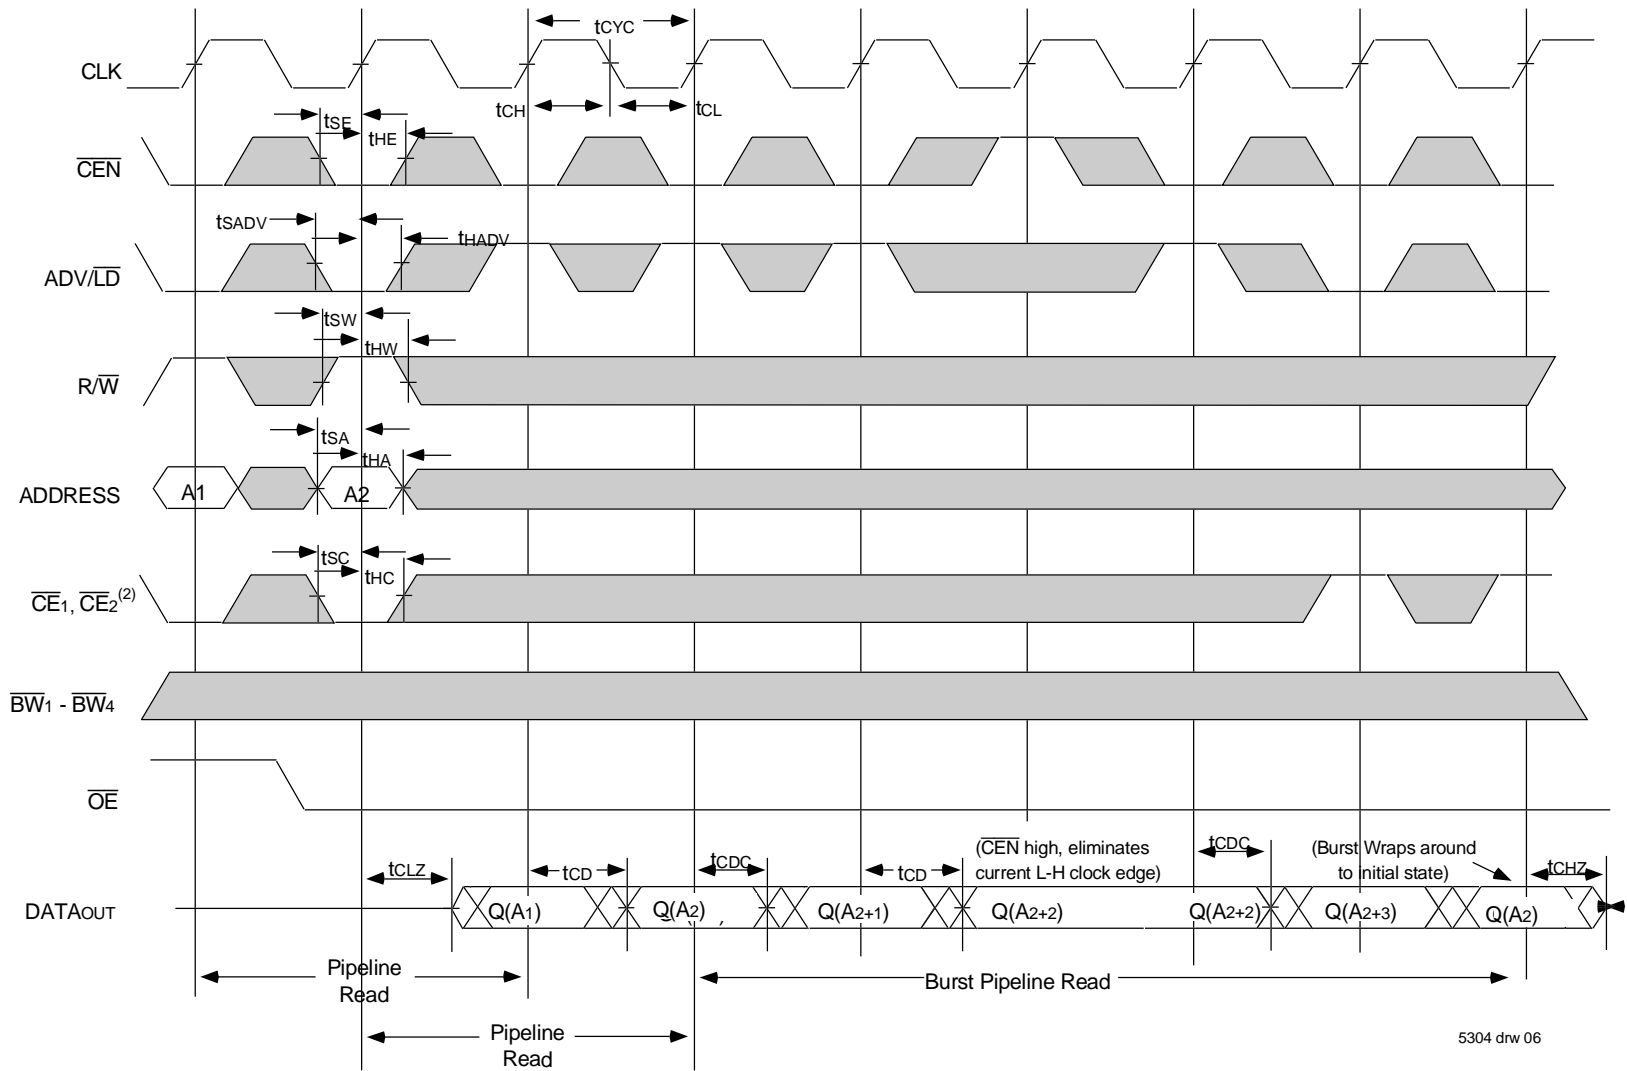 tCYC
CLK
tCH
tCL
tSE
tHE
CEN
tSADV
tHADV
ADV/LD
tSW
tHW
R/W
tSA
tHA
ADDRESS
A1
A2
tSC
tHC
CE1, CE2(2)
BW1 - BW4
OE
(CEN high, eliminates
current L-H clock edge)
(Burst Wraps around
to initial state)
tCLZ
tCD
tCDC
tCD
tCDC
tCHZ
DATAOUT
Q(A1)
Q(A2)
Q(A2+1)
Q(A2+2)
Q(A2+2)
Q(A2+3)
Q(A2)
Pipeline
Read
Burst Pipeline Read
Pipeline
Read
5304 drw 06